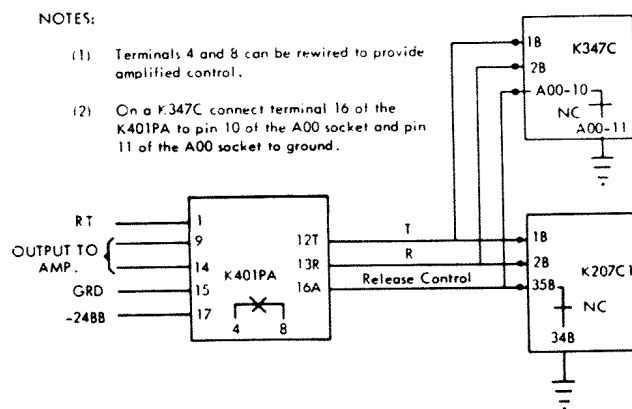 NOTES:
(1) Terminals 4 and 8 can be rewired to provide
amplified control.
(2) On a K347C connect terminal 16 of the
K401PA to pin 10 of the A00 socket and pin
11 of the A00 socket to ground.
1B
K347C
2B
A00-10
NC
A00-11
RT
1
9
OUTPUT TO
AMP.
14
GRD
15
-24BB
17
K401PA
4
8
12T
13R
16A
T
R
Release Control
1B
2B
K207C1
35B
NC
34B